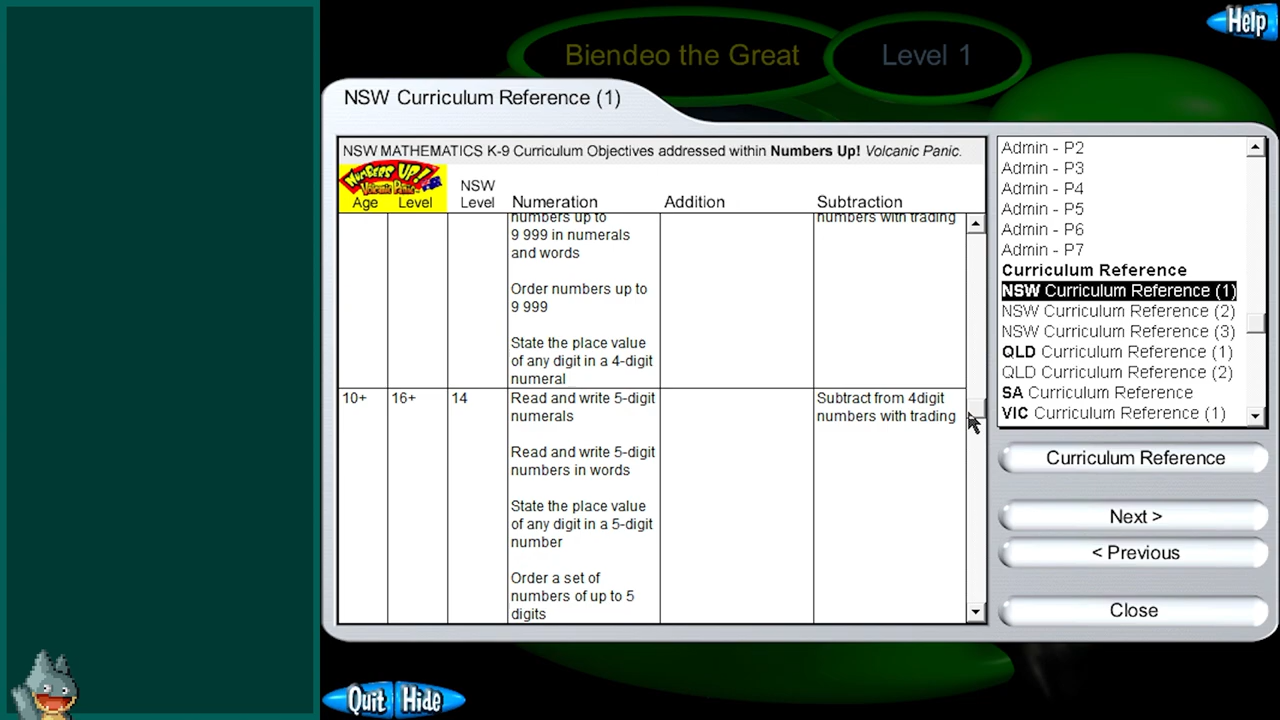 Help
Biendeo the Great
Level 1
NSW Curriculum Reference (1)
NSW MATHEMATICS K-9 Curriculum Objectives addressed within Numbers Up! Volcanic Panic.
NUMBERS UP!
Volcanic Panic
Age
Level
NSW
Level
Numeration
Addition
Subtraction
numbers up to
9 999 in numerals
and words
Order numbers up to
9 999
State the place value
of any digit in a 4-digit
numeral
numbers with trading
10+
16+
14
Read and write 5-digit
numerals
Read and write 5-digit
numbers in words
State the place value
of any digit in a 5-digit
number
Order a set of
numbers of up to 5
digits
Subtract from 4digit
numbers with trading
Admin - P2
Admin - P3
Admin - P4
Admin - P5
Admin - P6
Admin - P7
Curriculum Reference
NSW Curriculum Reference (1)
NSW Curriculum Reference (2)
NSW Curriculum Reference (3)
QLD Curriculum Reference (1)
QLD Curriculum Reference (2)
SA Curriculum Reference
VIC Curriculum Reference (1)
Curriculum Reference
Next >
< Previous
Close
Quit
Hide